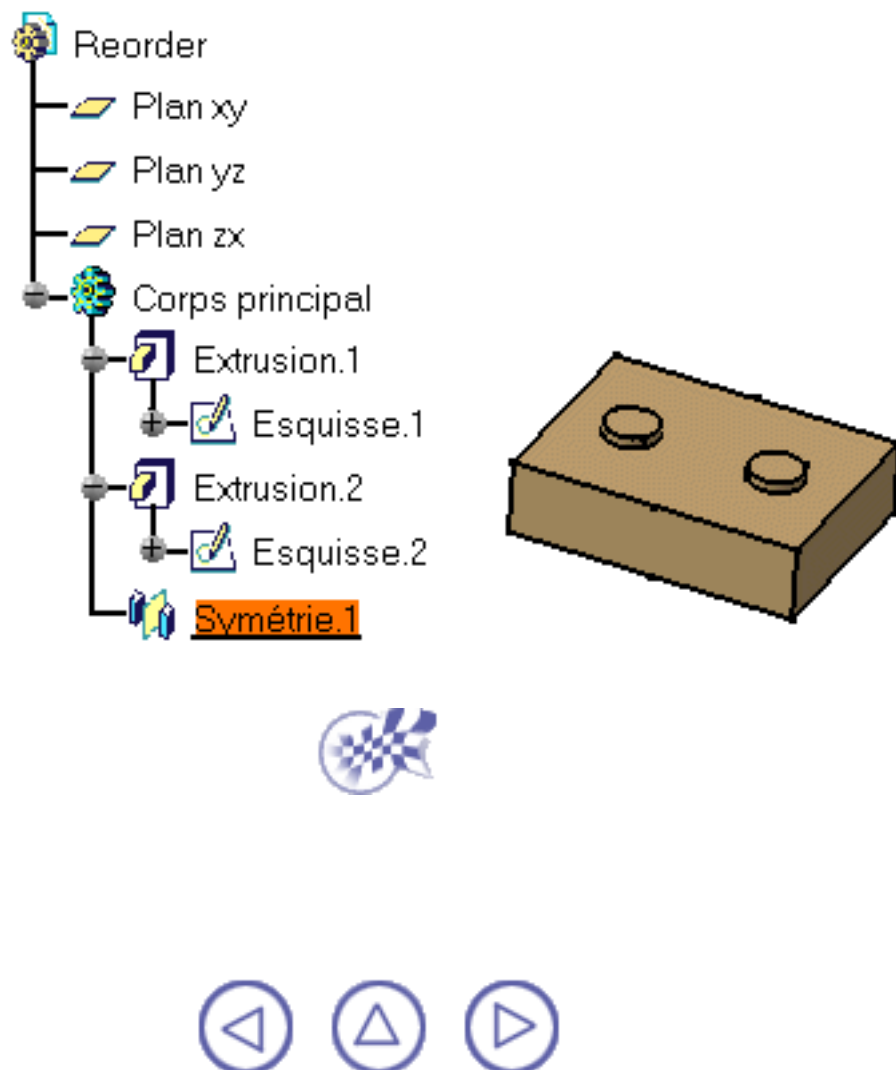 Reorder
Plan xy
Plan yz
Plan zx
Corps principal
Extrusion.1
Esquisse.1
Extrusion.2
Esquisse.2
Symétrie.1